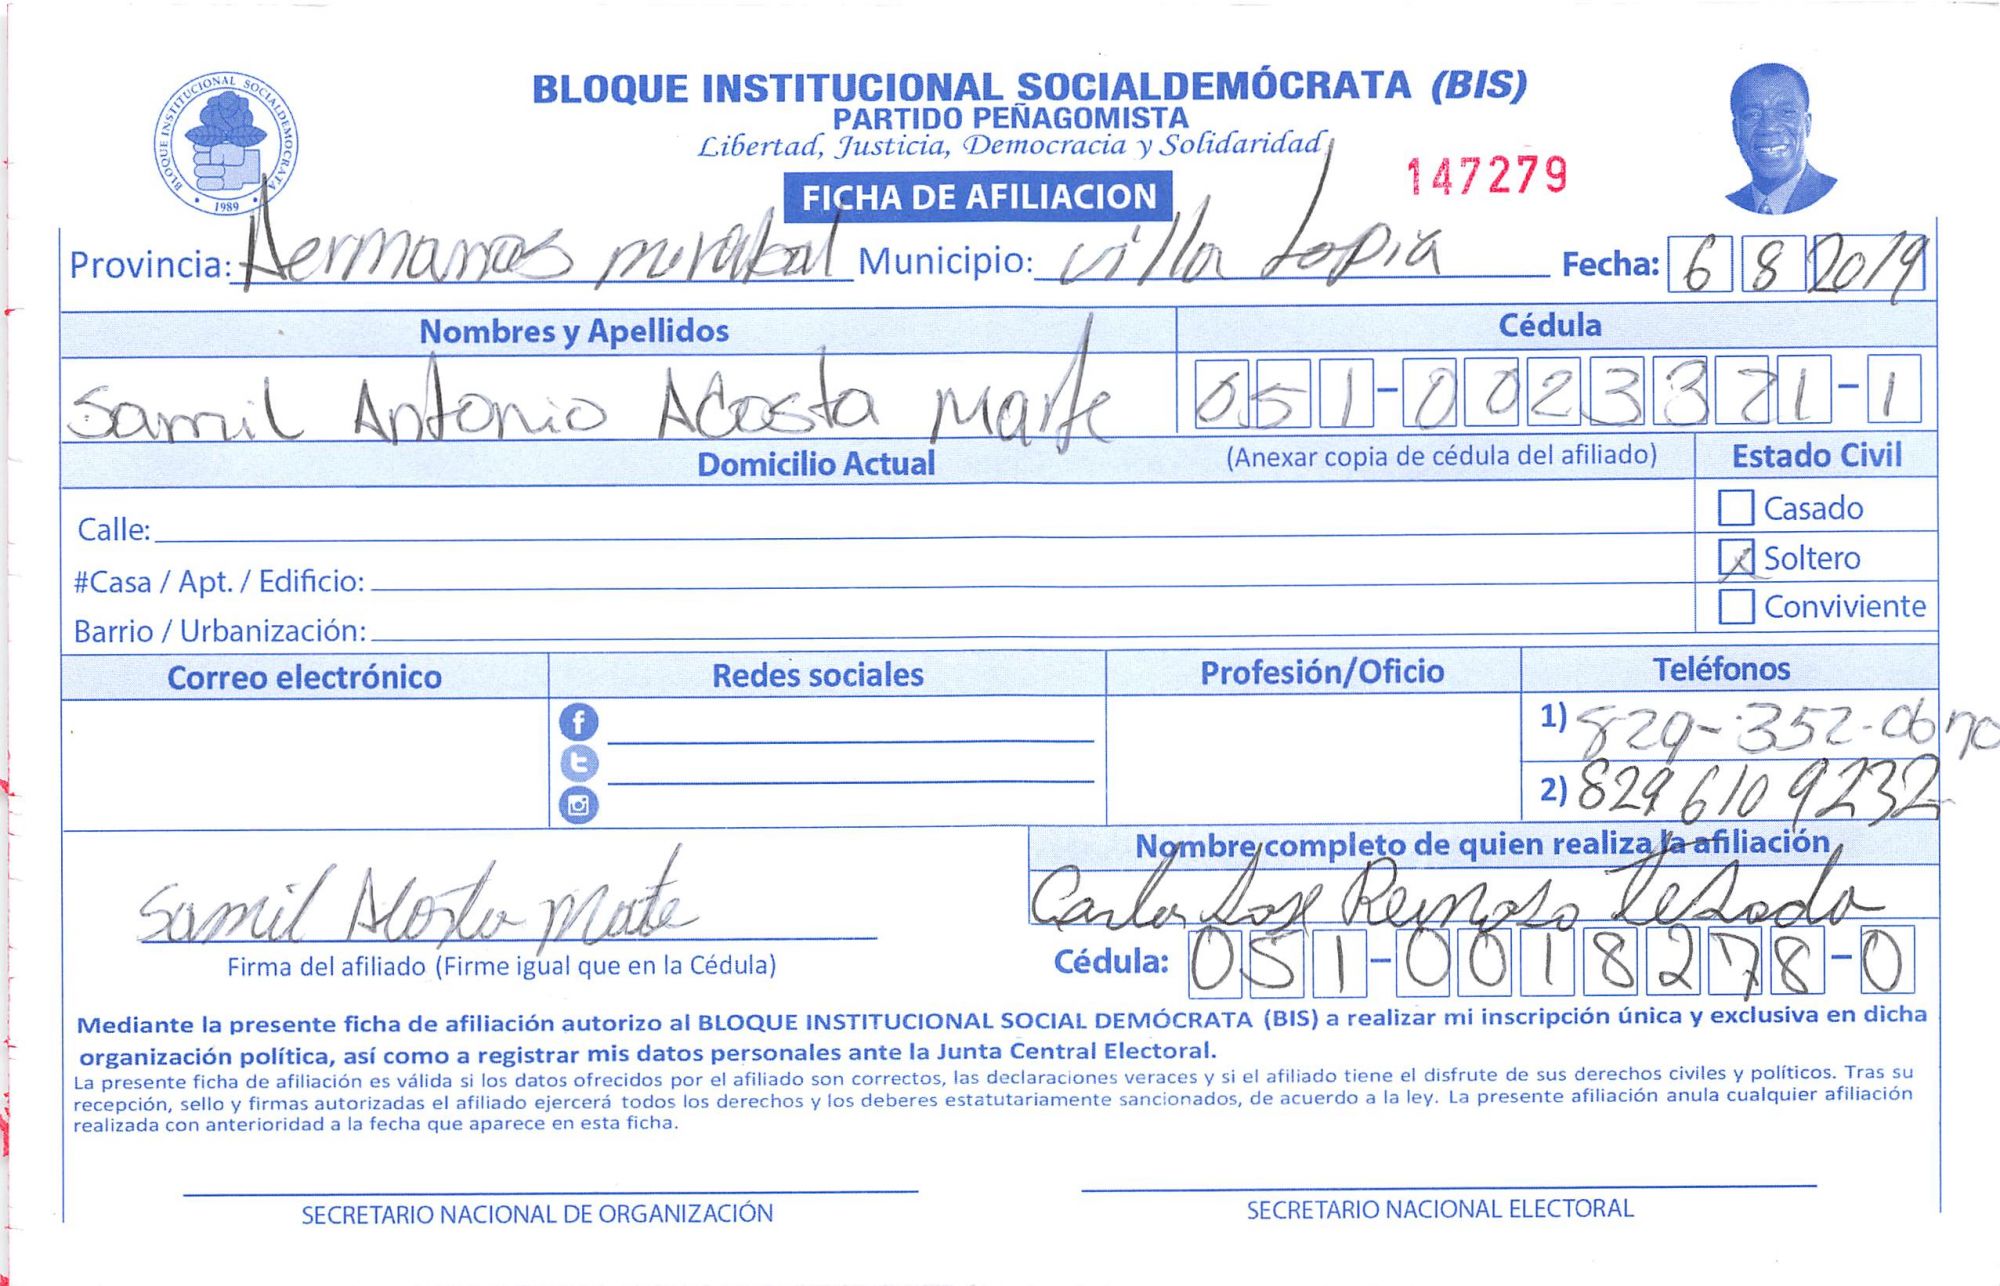 BLOQUE INSTITUCIONAL SOCIALDEMÓCRATA (BIS)
PARTIDO PEÑAGOMISTA
Libertad, Justicia, Democracia y Solidaridad
BLOQUE INSTITUCIONAL SOCIALDEMOCRATA
1989
FICHA DE AFILIACION
147279
Provincia: Hermanas mirabal Municipio: villa Tapia Fecha: 6 8 2019
Nombres y Apellidos Cédula
Samil Antonio Acosta Marte 051-0023321-1
Domicilio Actual (Anexar copia de cédula del afiliado) Estado Civil
Calle: Casado
#Casa / Apt. / Edificio: X Soltero
Barrio / Urbanización: Conviviente
Correo electrónico Redes sociales Profesión/Oficio Teléfonos
1) 829-352-0670
2) 829 610 9232
Nombre completo de quien realiza la afiliación
Samil Acosta Marte Carlos Jose Reynoso Tejada
Firma del afiliado (Firme igual que en la Cédula) Cédula: 051-0018278-0
Mediante la presente ficha de afiliación autorizo al BLOQUE INSTITUCIONAL SOCIAL DEMÓCRATA (BIS) a realizar mi inscripción única y exclusiva en dicha
organización política, así como a registrar mis datos personales ante la Junta Central Electoral.
La presente ficha de afiliación es válida si los datos ofrecidos por el afiliado son correctos, las declaraciones veraces y si el afiliado tiene el disfrute de sus derechos civiles y políticos. Tras su
recepción, sello y firmas autorizadas el afiliado ejercerá todos los derechos y los deberes estatutariamente sancionados, de acuerdo a la ley. La presente afiliación anula cualquier afiliación
realizada con anterioridad a la fecha que aparece en esta ficha.
SECRETARIO NACIONAL DE ORGANIZACIÓN SECRETARIO NACIONAL ELECTORAL